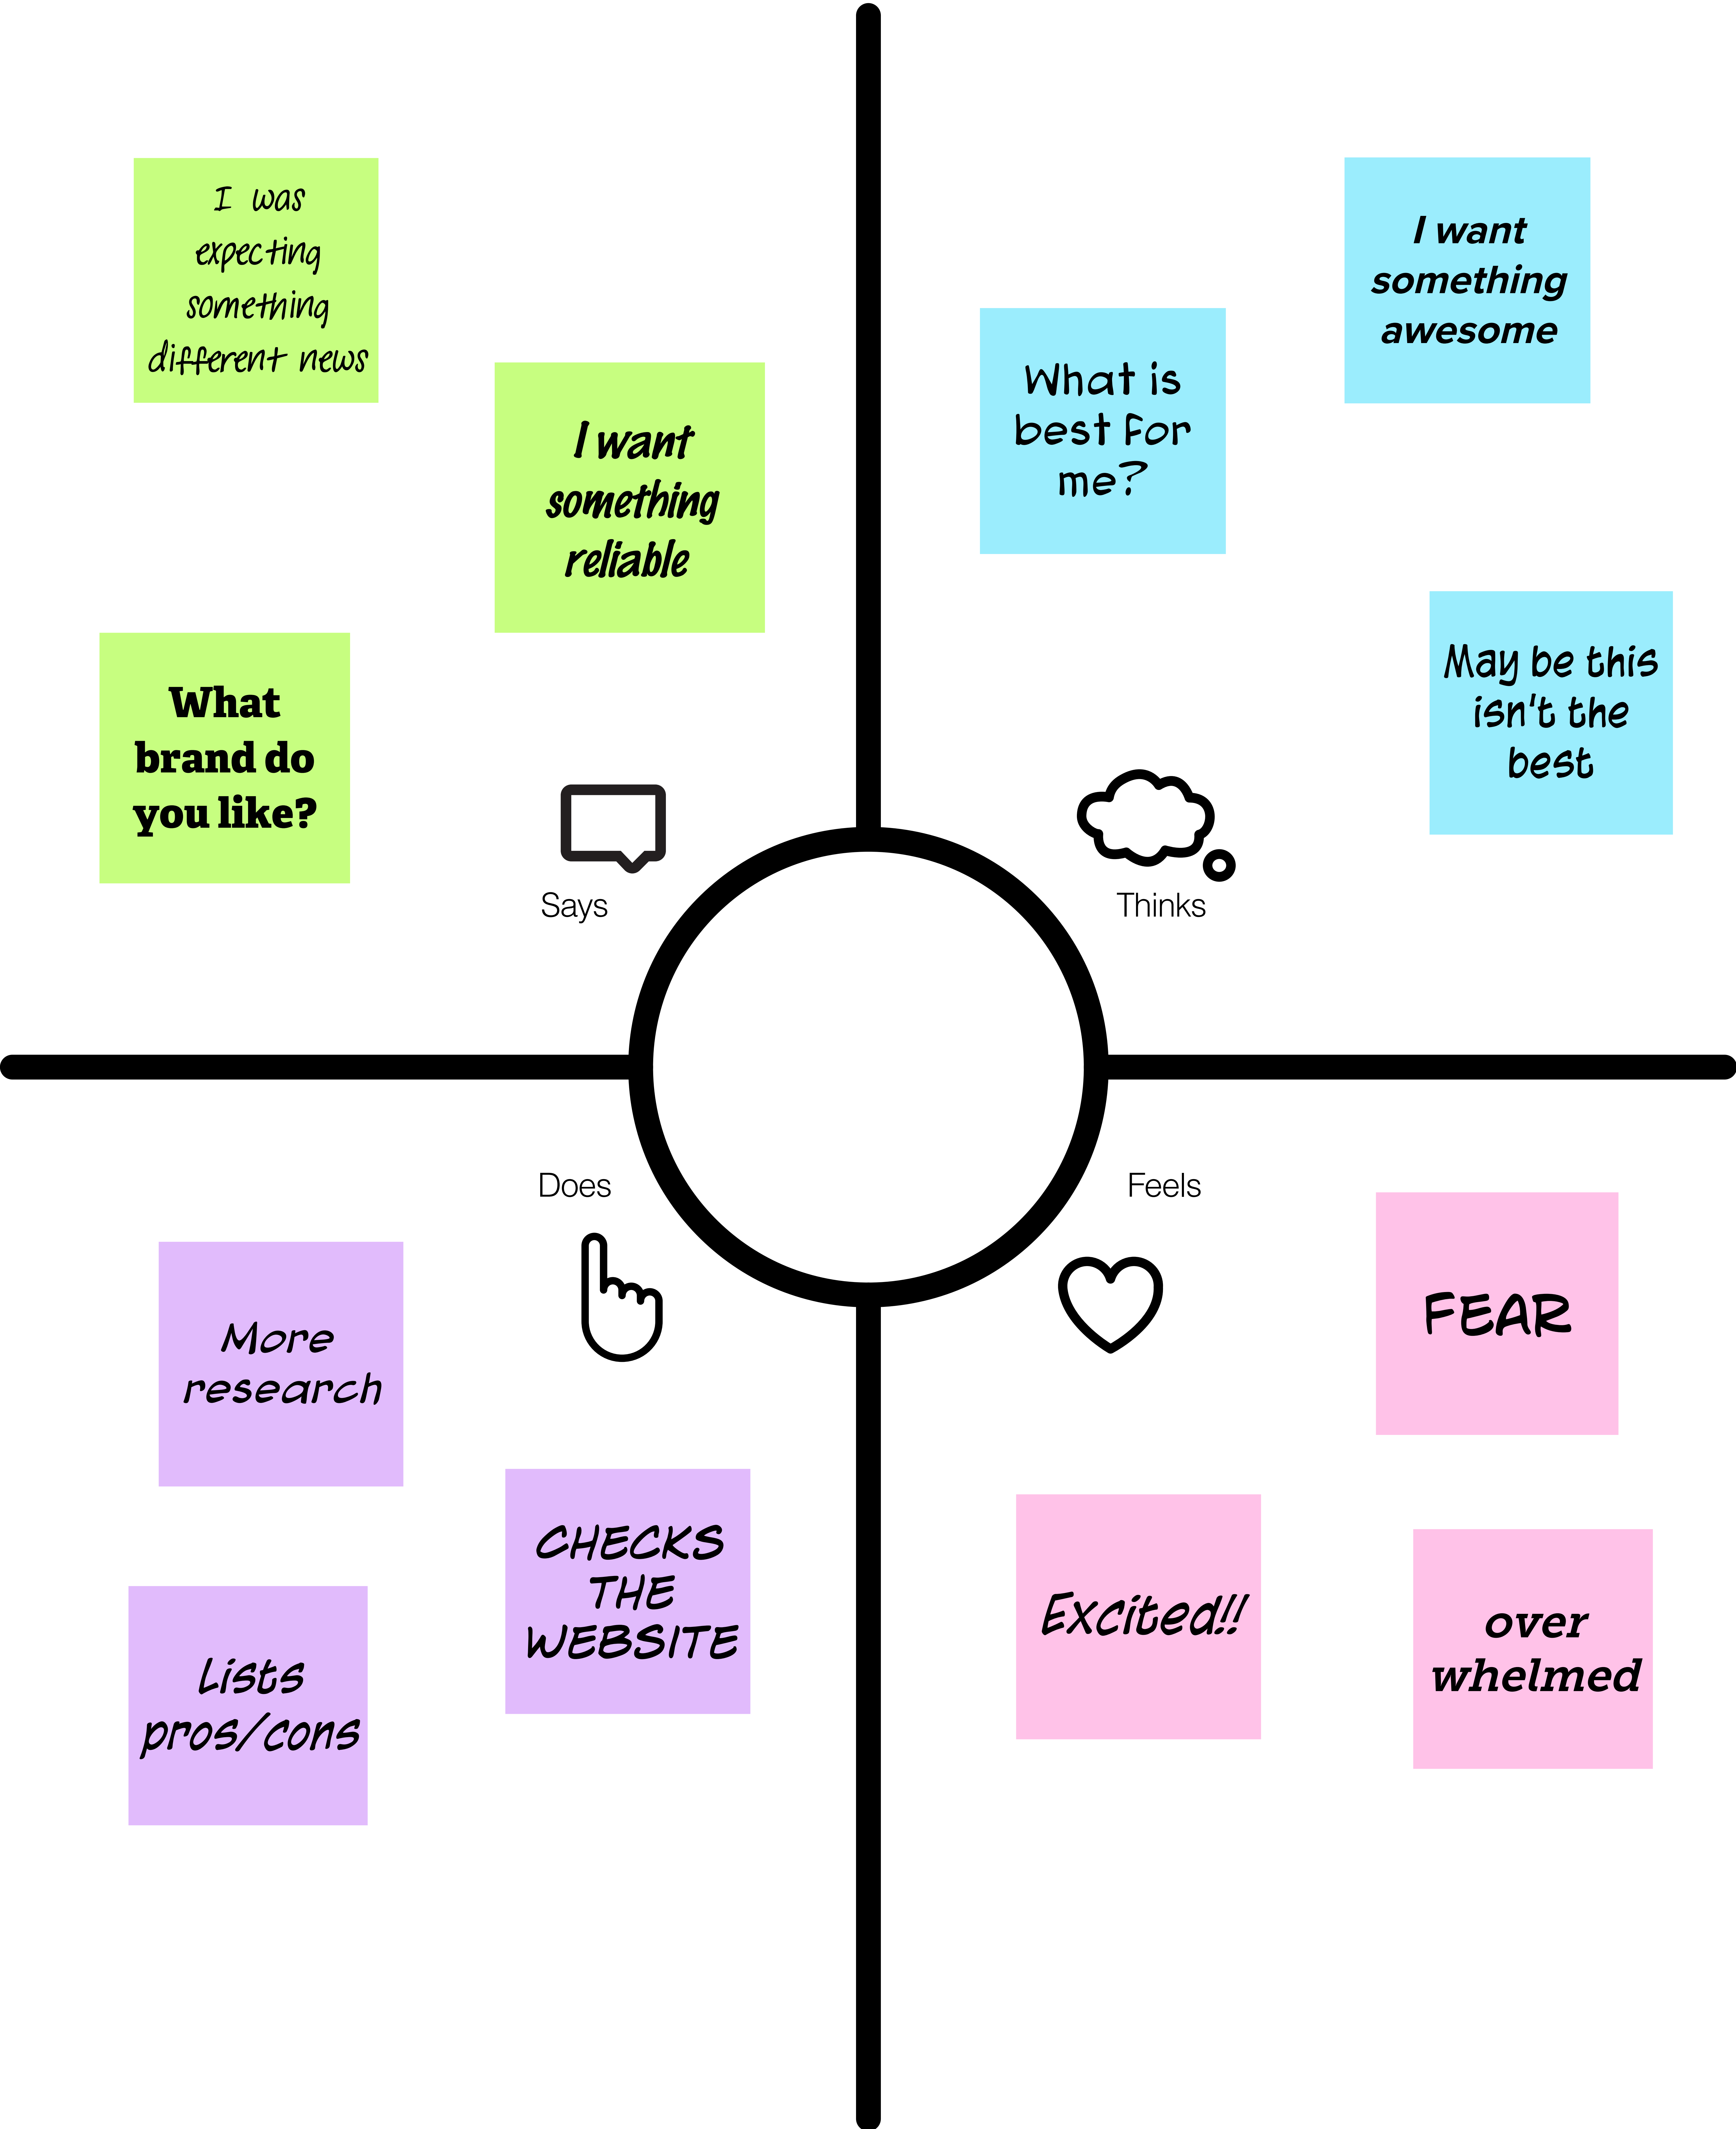 I was
expecting
something
different news
I want
something
reliable
What
brand do
you like?
Says
I want
something
awesome
What is
best for
me?
May be this
isn't the
best
Thinks
Does
More
research
CHECKS
THE
WEBSITE
Lists
pros/cons
Feels
FEAR
Excited!!
over
whelmed